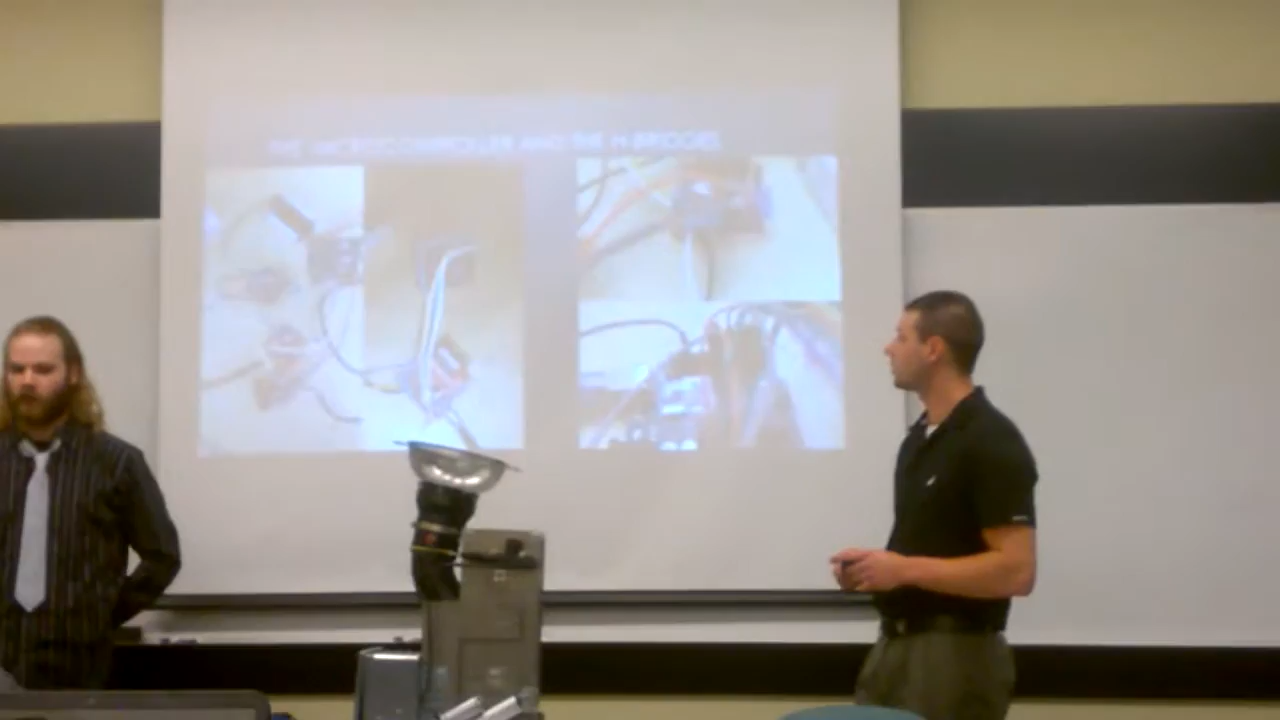 THE MICROCONTROLLER AND THE H BRIDGES